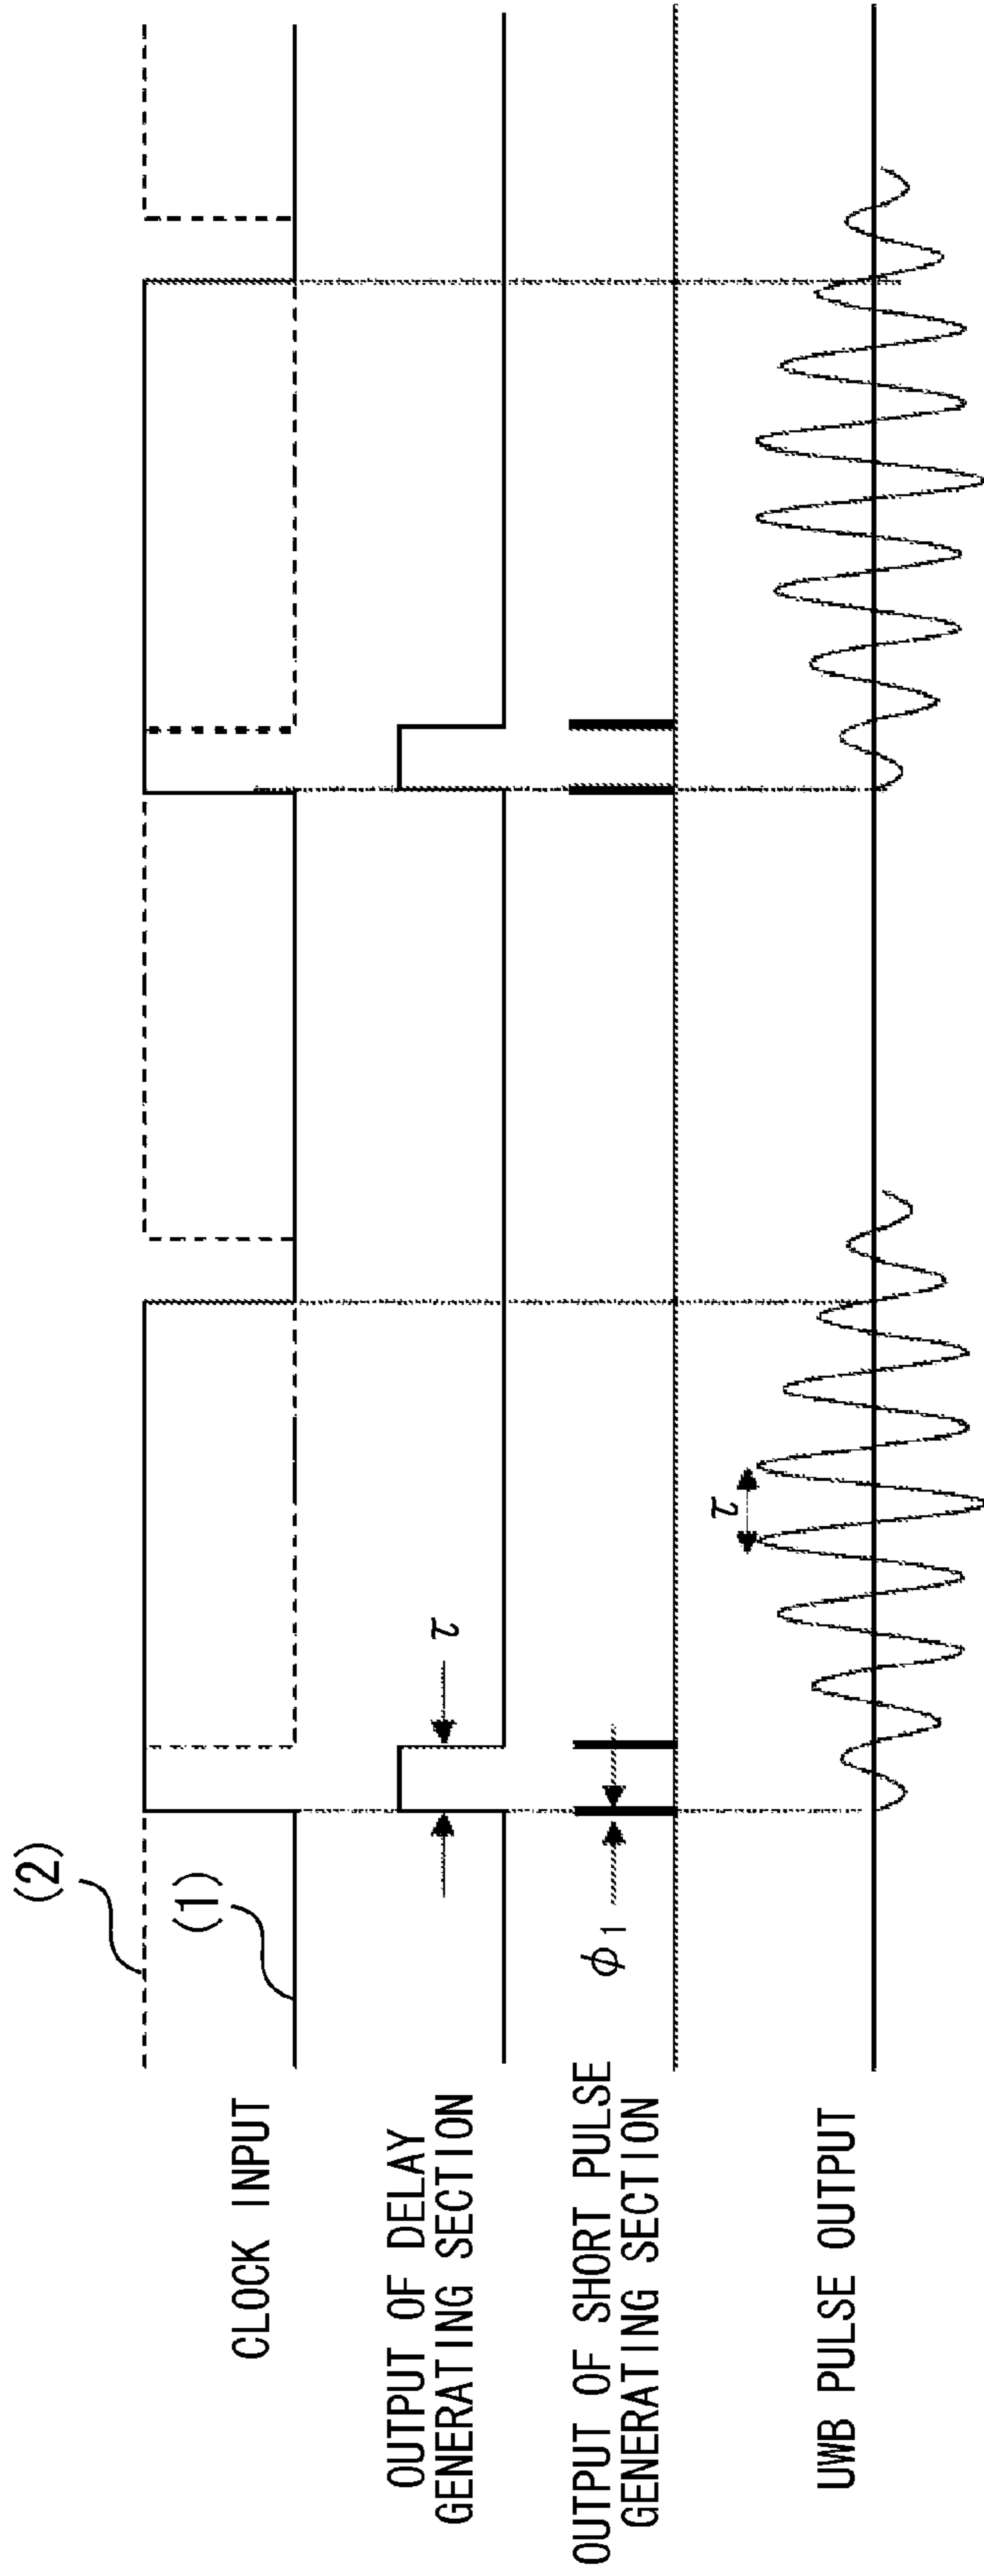 (2)
(1)
CLOCK INPUT
τ
OUTPUT OF DELAY
GENERATING SECTION
ϕ1
OUTPUT OF SHORT PULSE
GENERATING SECTION
τ
UWB PULSE OUTPUT